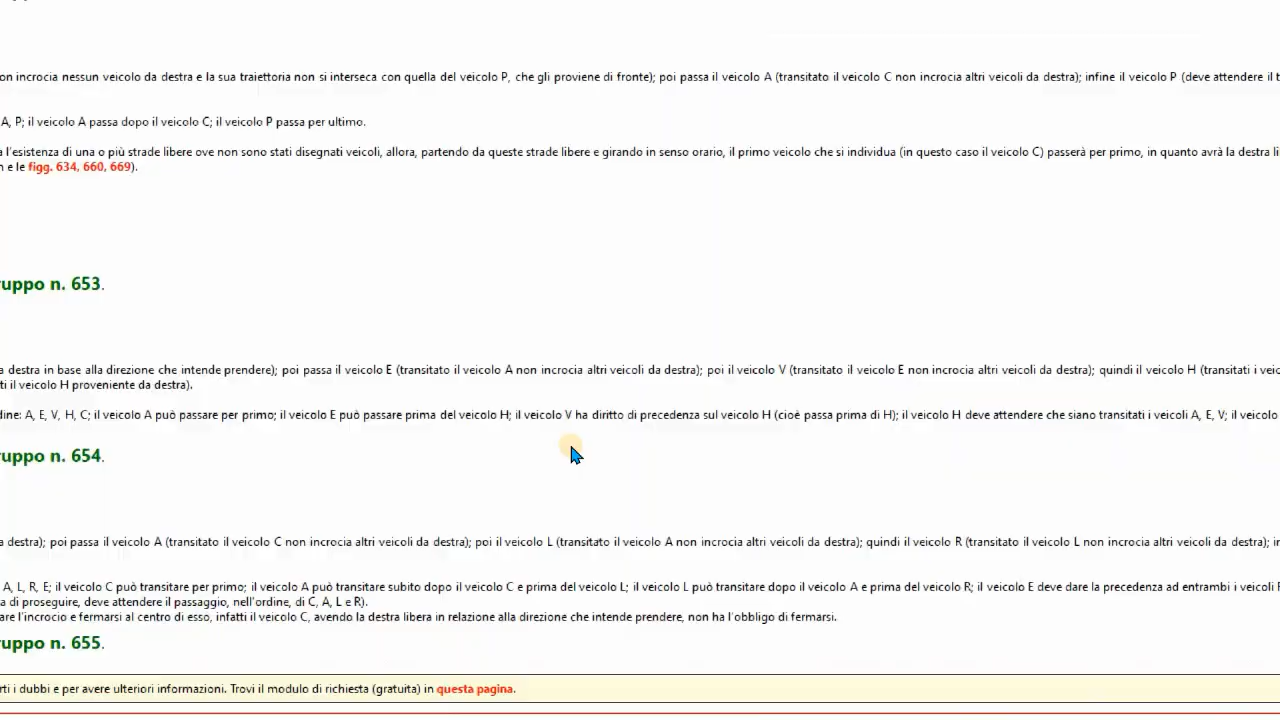 on incrocia nessun veicolo da destra e la sua traiettoria non si interseca con quella del veicolo P, che gli proviene di fronte); poi passa il veicolo A (transitato il veicolo C non incrocia altri veicoli da destra); infine il veicolo P (deve attendere il t
A, P; il veicolo A passa dopo il veicolo C; il veicolo P passa per ultimo.
a l'esistenza di una o più strade libere ove non sono stati disegnati veicoli, allora, partendo da queste strade libere e girando in senso orario, il primo veicolo che si individua (in questo caso il veicolo C) passerà per primo, in quanto avrà la destra li
n e le figg. 634, 660, 669).
uppo n. 653.
a destra in base alla direzione che intende prendere); poi passa il veicolo E (transitato il veicolo A non incrocia altri veicoli da destra); poi il veicolo V (transitato il veicolo E non incrocia altri veicoli da destra); quindi il veicolo H (transitati i vei
ti il veicolo H proveniente da destra).
dine: A, E, V, H, C; il veicolo A può passare per primo; il veicolo E può passare prima del veicolo H; il veicolo V ha diritto di precedenza sul veicolo H (cioè passa prima di H); il veicolo H deve attendere che siano transitati i veicoli A, E, V; il veicolo
uppo n. 654.
a destra); poi passa il veicolo A (transitato il veicolo C non incrocia altri veicoli da destra); poi il veicolo L (transitato il veicolo A non incrocia altri veicoli da destra); quindi il veicolo R (transitato il veicolo L non incrocia altri veicoli da destra); in
A, L, R, E; il veicolo C può transitare per primo; il veicolo A può transitare subito dopo il veicolo C e prima del veicolo L; il veicolo L può transitare dopo il veicolo A e prima del veicolo R; il veicolo E deve dare la precedenza ad entrambi i veicoli R
a di proseguire, deve attendere il passaggio, nell'ordine, di C, A, L e R).
are l'incrocio e fermarsi al centro di esso, infatti il veicolo C, avendo la destra libera in relazione alla direzione che intende prendere, non ha l'obbligo di fermarsi.
uppo n. 655.
rti i dubbi e per avere ulteriori informazioni. Trovi il modulo di richiesta (gratuita) in questa pagina.